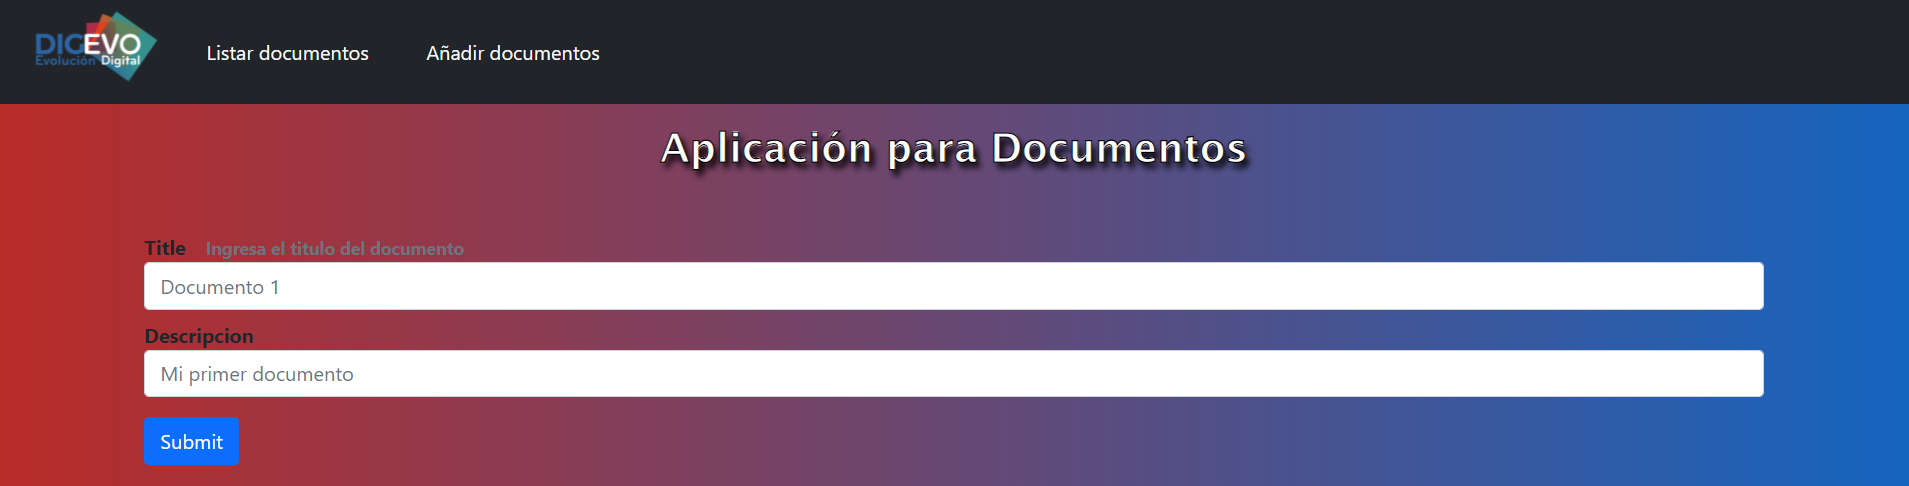 DIGEVO
Evolución Digital
Listar documentos
Añadir documentos
Aplicación para Documentos
Title Ingresa el titulo del documento
Documento 1
Descripcion
Mi primer documento
Submit